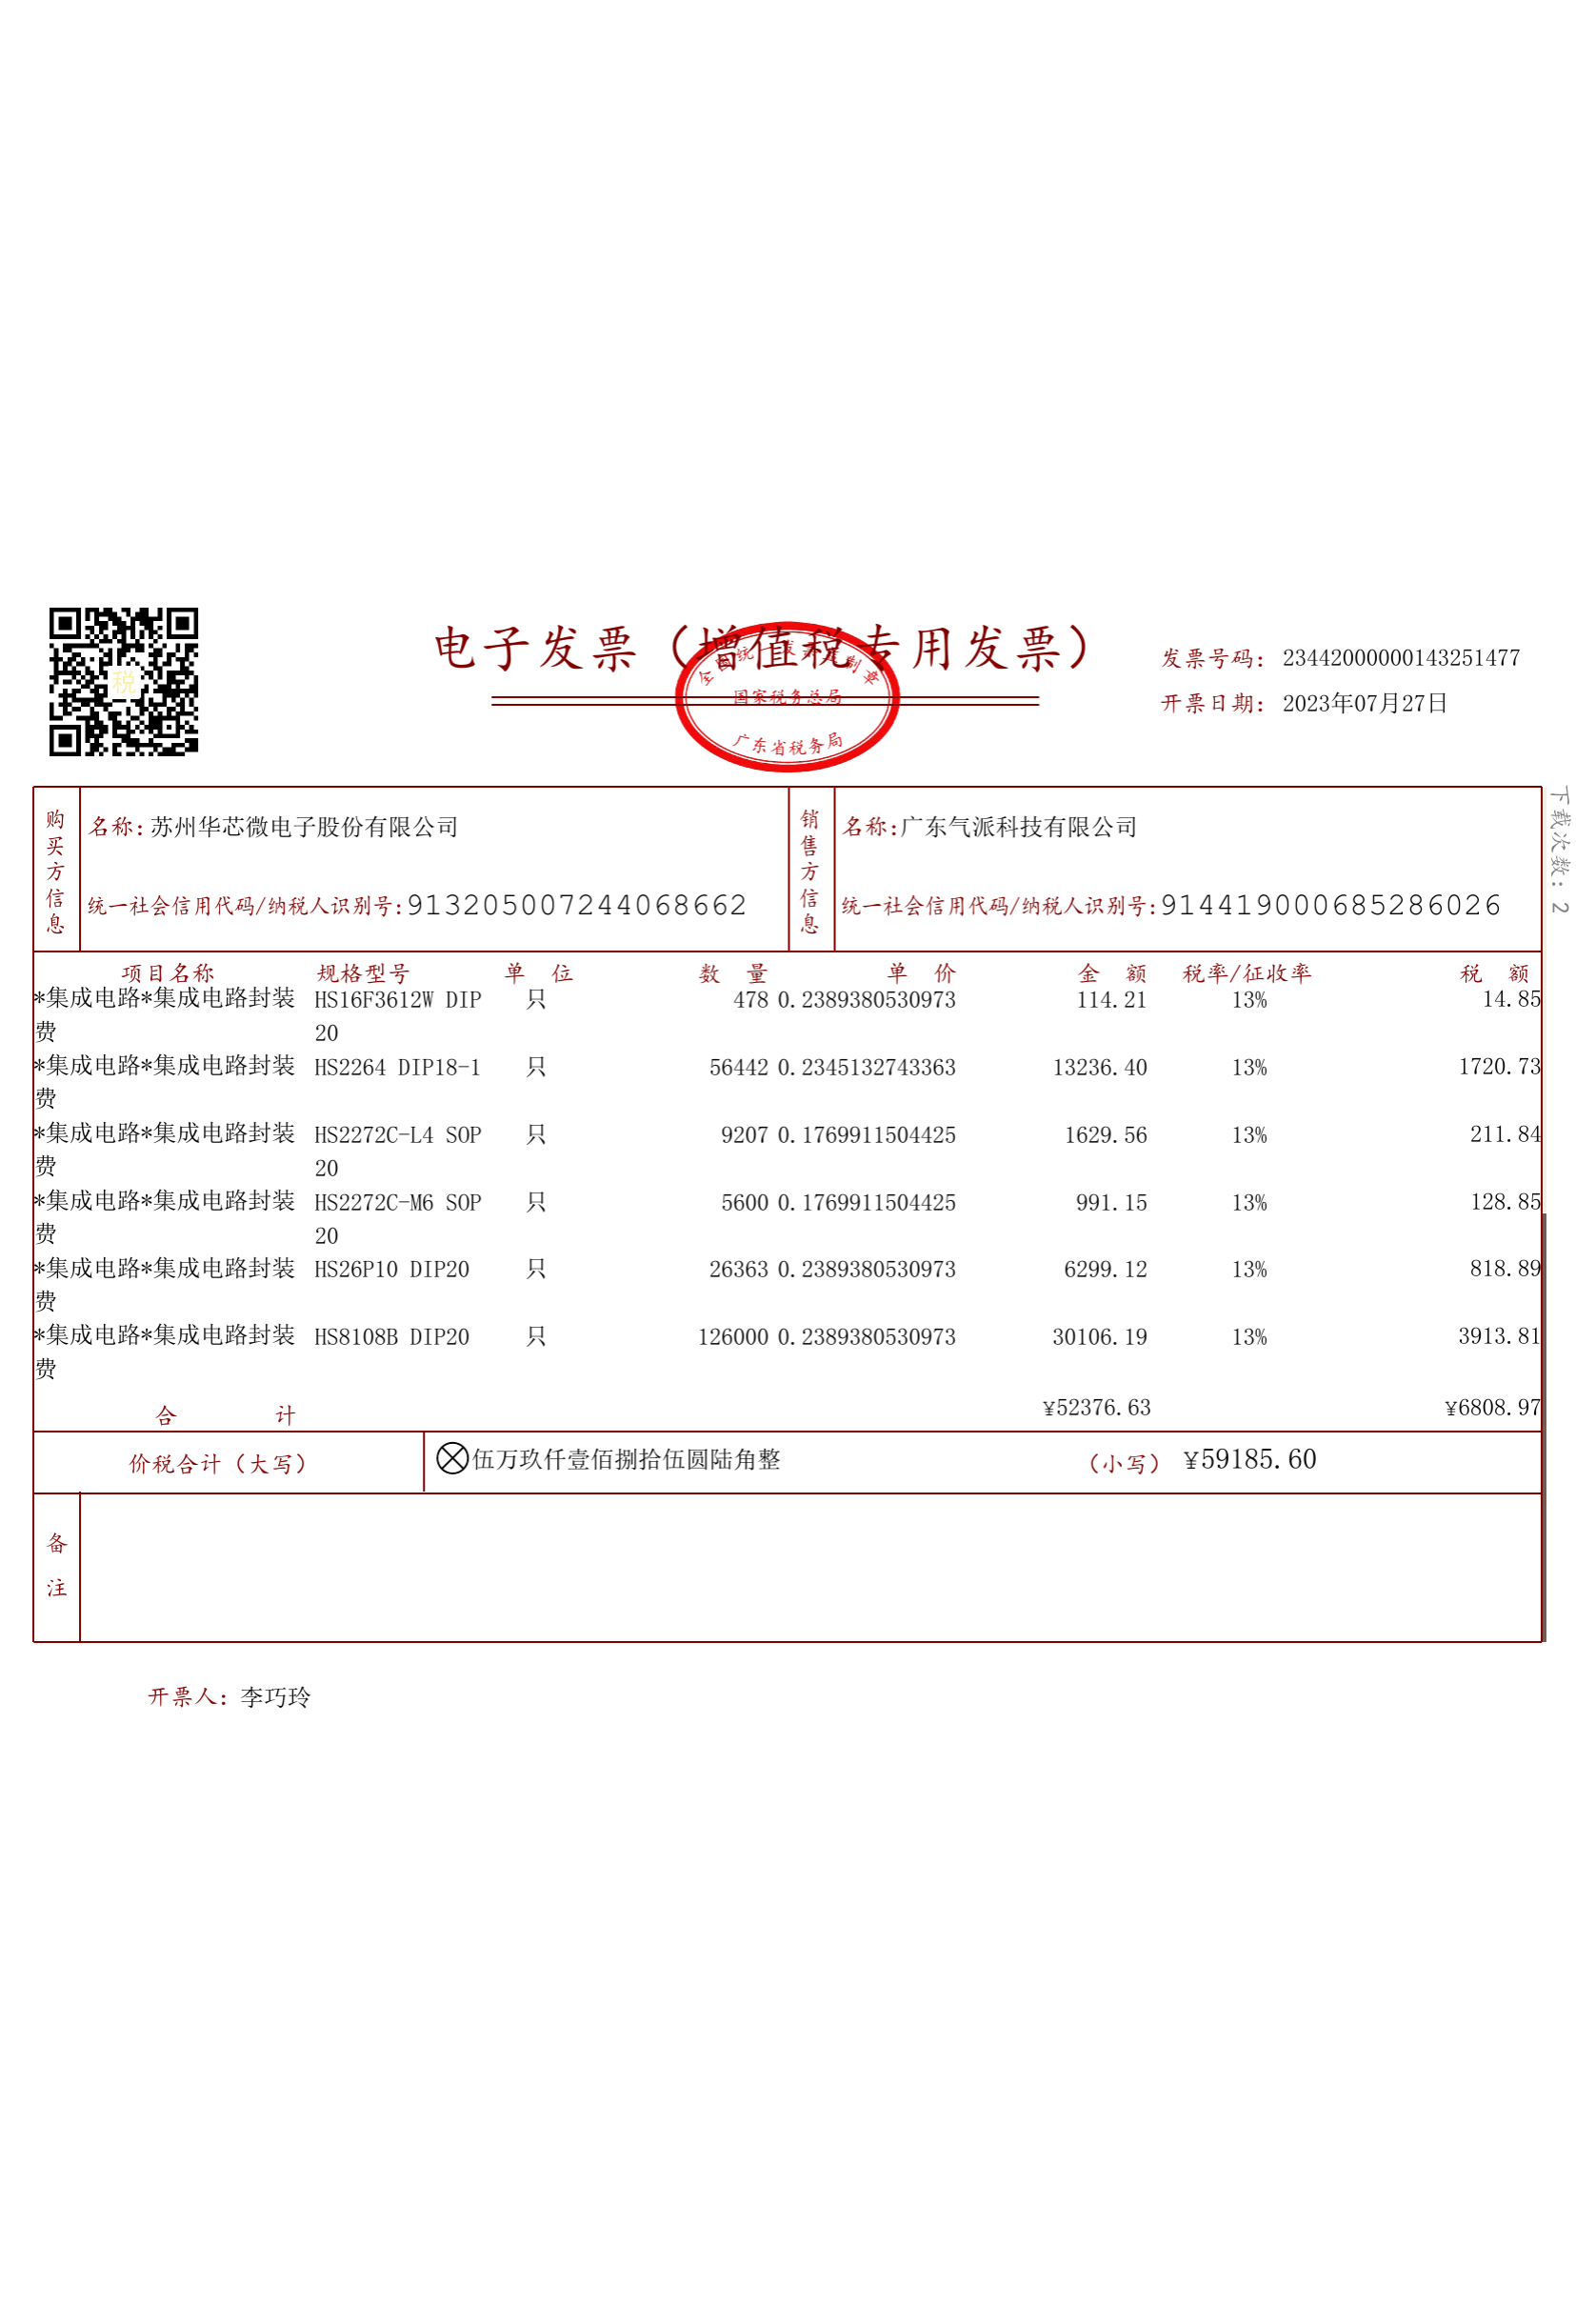 税
电子发票（增值税专用发票）
全国统一发票监制章
国家税务总局
广东省税务局
发票号码： 23442000000143251477
开票日期： 2023年07月27日
下载次数：2
购买方信息
名称：苏州华芯微电子股份有限公司
统一社会信用代码/纳税人识别号：913205007244068662
销售方信息
名称：广东气派科技有限公司
统一社会信用代码/纳税人识别号：914419000685286026
项目名称 规格型号 单 位 数 量 单 价 金 额 税率/征收率 税 额
*集成电路*集成电路封装 HS16F3612W DIP 只 478 0.2389380530973 114.21 13% 14.85
费 20
*集成电路*集成电路封装 HS2264 DIP18-1 只 56442 0.2345132743363 13236.40 13% 1720.73
费
*集成电路*集成电路封装 HS2272C-L4 SOP 只 9207 0.1769911504425 1629.56 13% 211.84
费 20
*集成电路*集成电路封装 HS2272C-M6 SOP 只 5600 0.1769911504425 991.15 13% 128.85
费 20
*集成电路*集成电路封装 HS26P10 DIP20 只 26363 0.2389380530973 6299.12 13% 818.89
费
*集成电路*集成电路封装 HS8108B DIP20 只 126000 0.2389380530973 30106.19 13% 3913.81
费
合 计 ¥52376.63 ¥6808.97
价税合计（大写） 伍万玖仟壹佰捌拾伍圆陆角整 （小写） ¥59185.60
备注
开票人：李巧玲